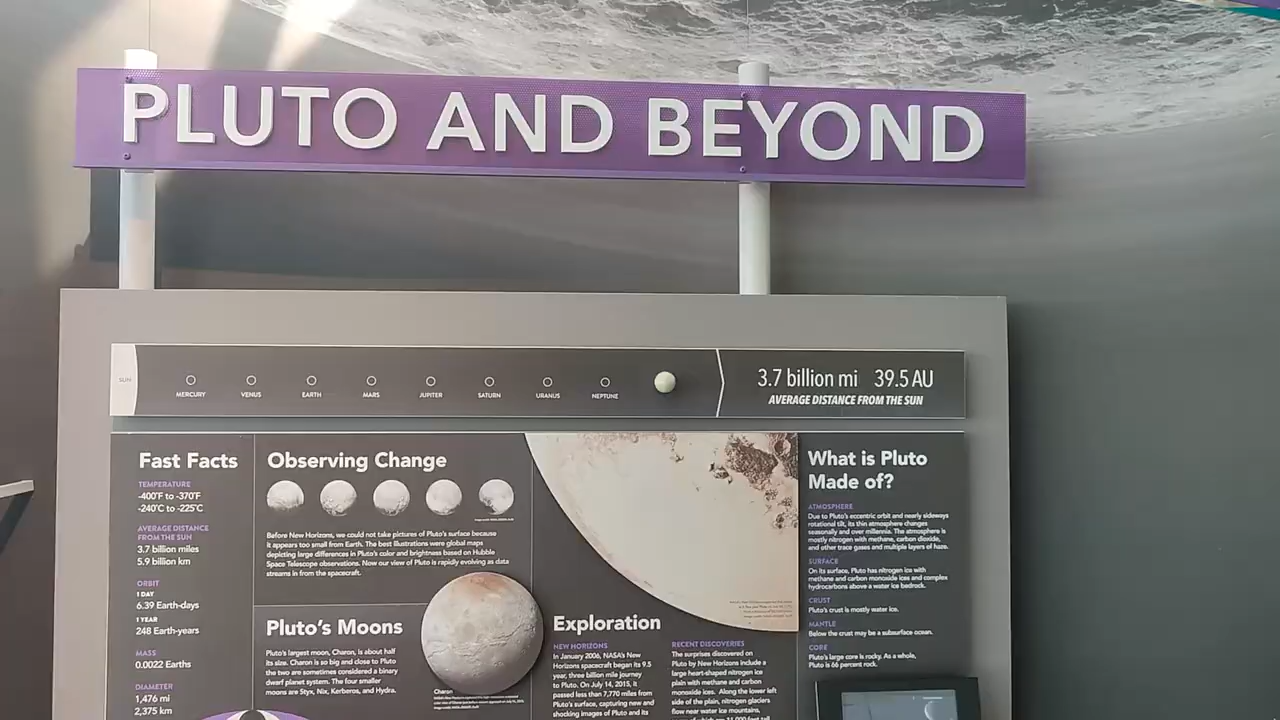 PLUTO AND BEYOND
SUN
MERCURY
VENUS
EARTH
MARS
JUPITER
SATURN
URANUS
NEPTUNE
3.7 billion mi 39.5 AU
AVERAGE DISTANCE FROM THE SUN
Fast Facts
TEMPERATURE
-400°F to -370°F
-240°C to -225°C
AVERAGE DISTANCE
FROM THE SUN
3.7 billion miles
5.9 billion km
ORBIT
1 DAY
6.39 Earth-days
1 YEAR
248 Earth-years
MASS
0.0022 Earths
DIAMETER
1,476 mi
2,375 km
Observing Change
Before New Horizons, we could not take pictures of Pluto's surface because
it appears too small from Earth. The best illustrations were global maps
depicting large differences in Pluto's color and brightness based on Hubble
Space Telescope observations. Now our view of Pluto is rapidly evolving as data
streams in from the spacecraft.
Pluto's Moons
Pluto's largest moon, Charon, is about half
its size. Charon is so big and close to Pluto
the two are sometimes considered a binary
dwarf planet system. The four smaller
moons are Styx, Nix, Kerberos, and Hydra.
Charon
Exploration
NEW HORIZONS
In January 2006, NASA's New
Horizons spacecraft began its 9.5
year, three billion mile journey
to Pluto. On July 14, 2015, it
passed less than 7,770 miles from
Pluto's surface, capturing new and
shocking images of Pluto and its
RECENT DISCOVERIES
The surprises discovered on
Pluto by New Horizons include a
large heart-shaped nitrogen ice
plain with methane and carbon
monoxide ices. Along the lower left
side of the plain, nitrogen glaciers
flow near water ice mountains,
What is Pluto
Made of?
ATMOSPHERE
Due to Pluto's eccentric orbit and nearly sideways
rotational tilt, its thin atmosphere changes
seasonally and over millennia. The atmosphere is
mostly nitrogen with methane, carbon dioxide,
and other trace gases and multiple layers of haze.
SURFACE
On its surface, Pluto has nitrogen ice with
methane and carbon monoxide ices and complex
hydrocarbons above a water ice bedrock.
CRUST
Pluto's crust is mostly water ice.
MANTLE
Below the crust may be a subsurface ocean.
CORE
Pluto's large core is rocky. As a whole,
Pluto is 66 percent rock.